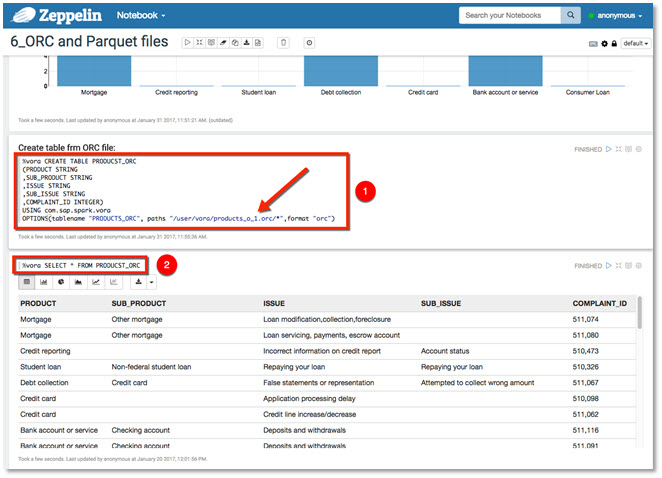 Zeppelin Notebook Search your Notebooks anonymous
6_ORC and Parquet files default
4
2
0
Mortgage Credit reporting Student loan Debt collection Credit card Bank account or service Consumer Loan
Took a few seconds. Last updated by anonymous at January 31 2017, 11:51:21 AM. (outdated)
Create table frm ORC file: FINISHED
%vora CREATE TABLE PRODUCST_ORC
(PRODUCT STRING
,SUB_PRODUCT STRING
,ISSUE STRING
,SUB_ISSUE STRING
,COMPLAINT_ID INTEGER)
USING com.sap.spark.vora
OPTIONS(tablename "PRODUCTS_ORC", paths "/user/vora/products_o_1.orc/*",format "orc")
1
Took a few seconds. Last updated by anonymous at January 31 2017, 11:55:36 AM.
%vora SELECT * FROM PRODUCST_ORC
2
FINISHED
PRODUCT SUB_PRODUCT ISSUE SUB_ISSUE COMPLAINT_ID
Mortgage Other mortgage Loan modification,collection,foreclosure 511,074
Mortgage Other mortgage Loan servicing, payments, escrow account 511,080
Credit reporting Incorrect information on credit report Account status 510,473
Student loan Non-federal student loan Repaying your loan Repaying your loan 510,326
Debt collection Credit card False statements or representation Attempted to collect wrong amount 511,067
Credit card Application processing delay 510,098
Credit card Credit line increase/decrease 511,062
Bank account or service Checking account Deposits and withdrawals 511,116
Bank account or service Checking account Deposits and withdrawals 511,091
Took a few seconds. Last updated by anonymous at January 20 2017, 12:01:56 PM.